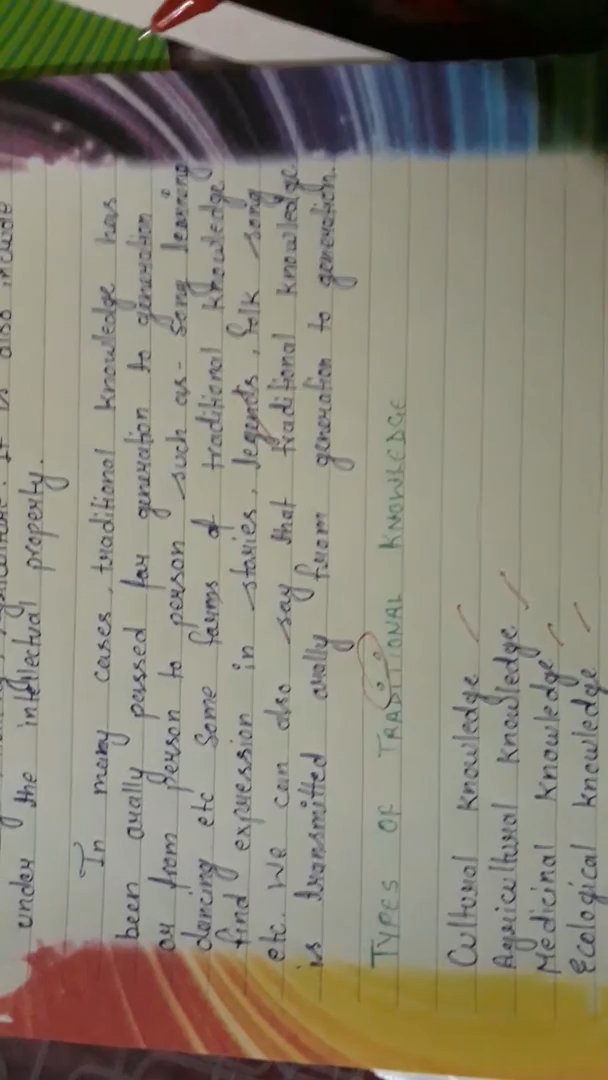 also include
under the intellectual property.
In many cases, traditional knowledge has
been orally passed for generation to generation
or from person to person such as - song learning
dancing etc Some forms of traditional knowledge
find expression in stories, legends, folk song
etc. We can also say that traditional knowledge
is transmitted orally from generation to generation.
TYPES OF TRADITIONAL KNOWLEDGE
Cultural knowledge
Agricultural knowledge
Medicinal knowledge
Ecological knowledge